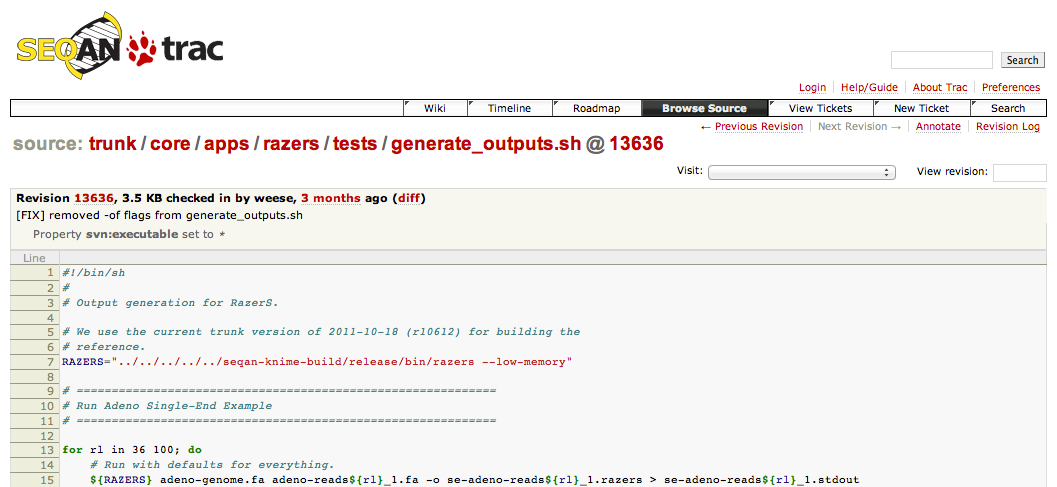 SEQAN trac
Search
Login Help/Guide About Trac Preferences
Wiki Timeline Roadmap Browse Source View Tickets New Ticket Search
← Previous Revision Next Revision → Annotate Revision Log
source: trunk / core / apps / razers / tests / generate_outputs.sh @ 13636
Visit: View revision:
Revision 13636, 3.5 KB checked in by weese, 3 months ago (diff)
[FIX] removed -of flags from generate_outputs.sh
Property svn:executable set to *
Line
1 #!/bin/sh
2 #
3 # Output generation for RazerS.
4
5 # We use the current trunk version of 2011-10-18 (r10612) for building the
6 # reference.
7 RAZERS="../../../../../seqan-knime-build/release/bin/razers --low-memory"
8
9 # ============================================================
10 # Run Adeno Single-End Example
11 # ============================================================
12
13 for rl in 36 100; do
14 # Run with defaults for everything.
15 ${RAZERS} adeno-genome.fa adeno-reads${rl}_1.fa -o se-adeno-reads${rl}_1.razers > se-adeno-reads${rl}_1.stdout